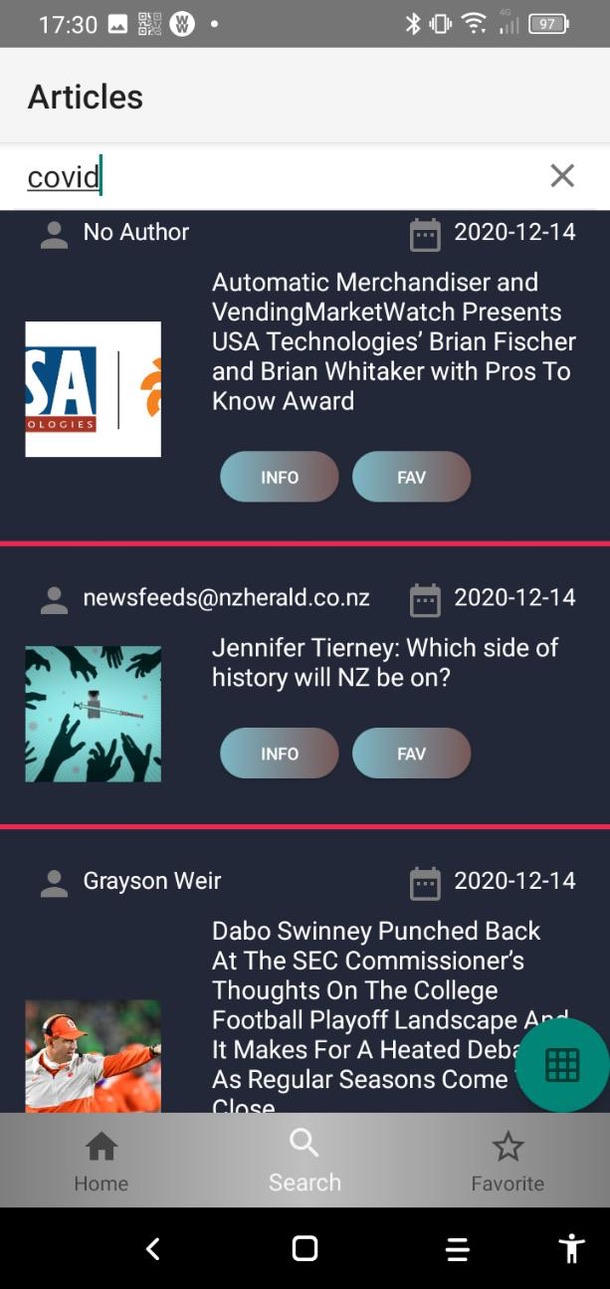 17:30
4G
97
Articles
covid
No Author
2020-12-14
Automatic Merchandiser and
VendingMarketWatch Presents
USA Technologies’ Brian Fischer
and Brian Whitaker with Pros To
Know Award
SA
OLOGIES
INFO
FAV
newsfeeds@nzherald.co.nz
2020-12-14
Jennifer Tierney: Which side of
history will NZ be on?
INFO
FAV
Grayson Weir
2020-12-14
Dabo Swinney Punched Back
At The SEC Commissioner’s
Thoughts On The College
Football Playoff Landscape And
It Makes For A Heated Deba
As Regular Seasons Come
Close
Home
Search
Favorite